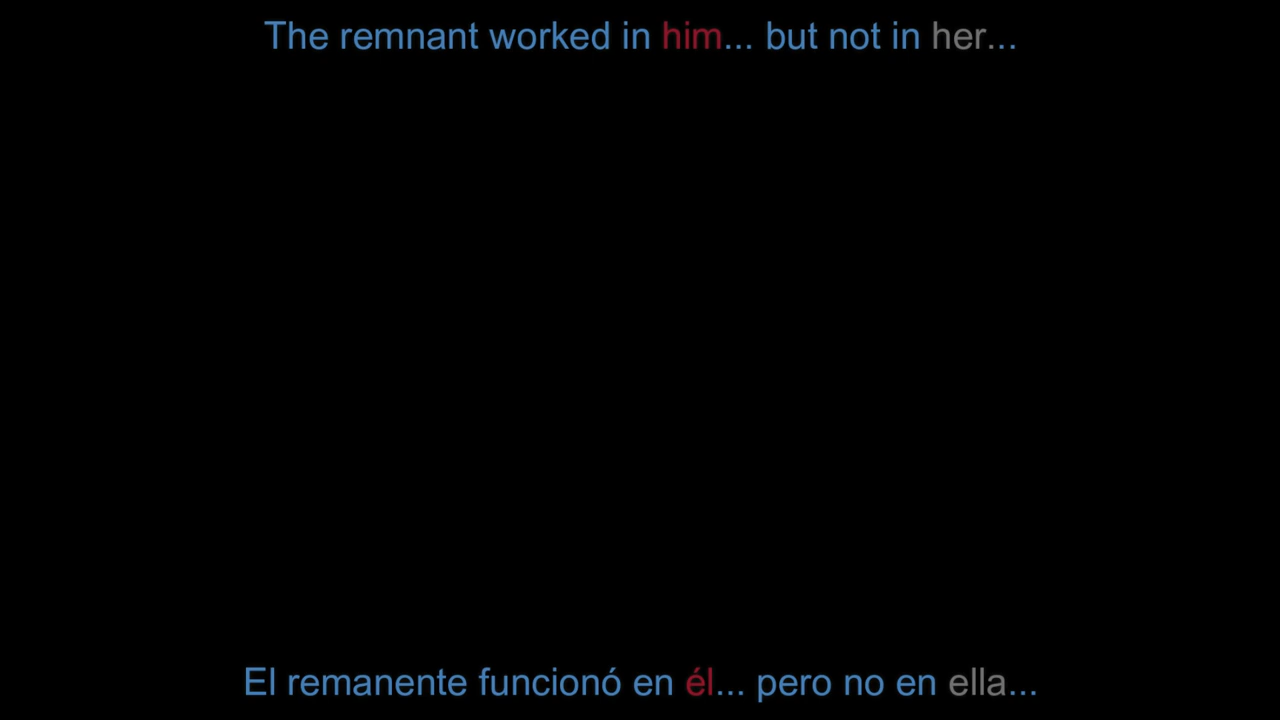 The remnant worked in him... but not in her...
El remanente funcionó en él... pero no en ella...